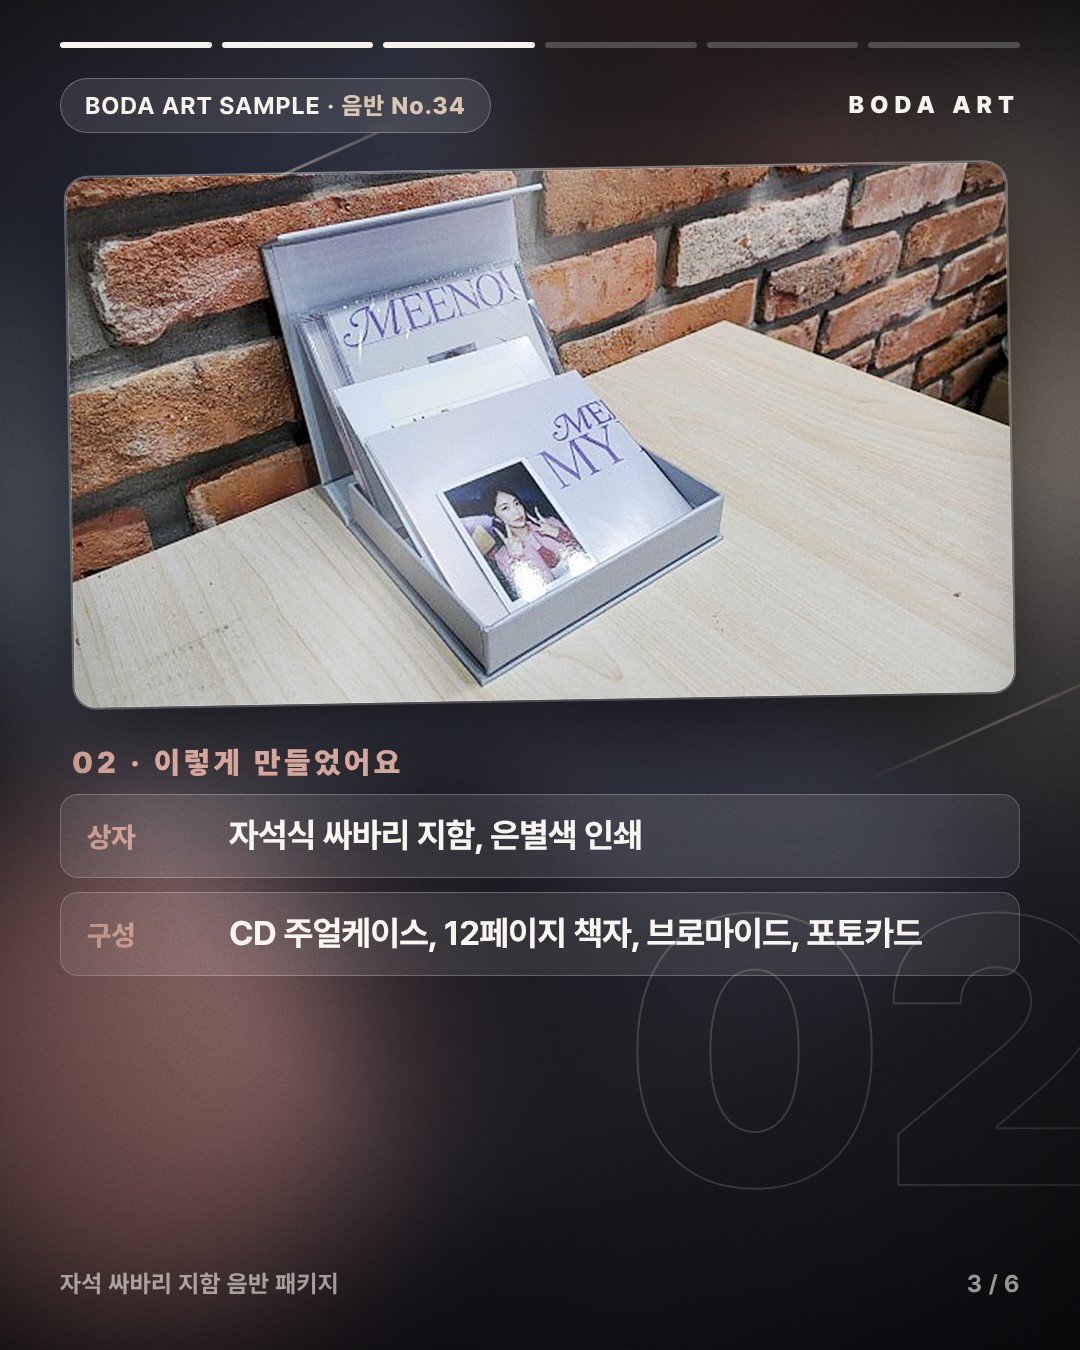 BODA ART SAMPLE · 음반 No.34
BODA ART
MEENOI
MY
02 · 이렇게 만들었어요
상자 자석식 싸바리 지함, 은별색 인쇄
구성 CD 주얼케이스, 12페이지 책자, 브로마이드, 포토카드
02
자석 싸바리 지함 음반 패키지
3 / 6